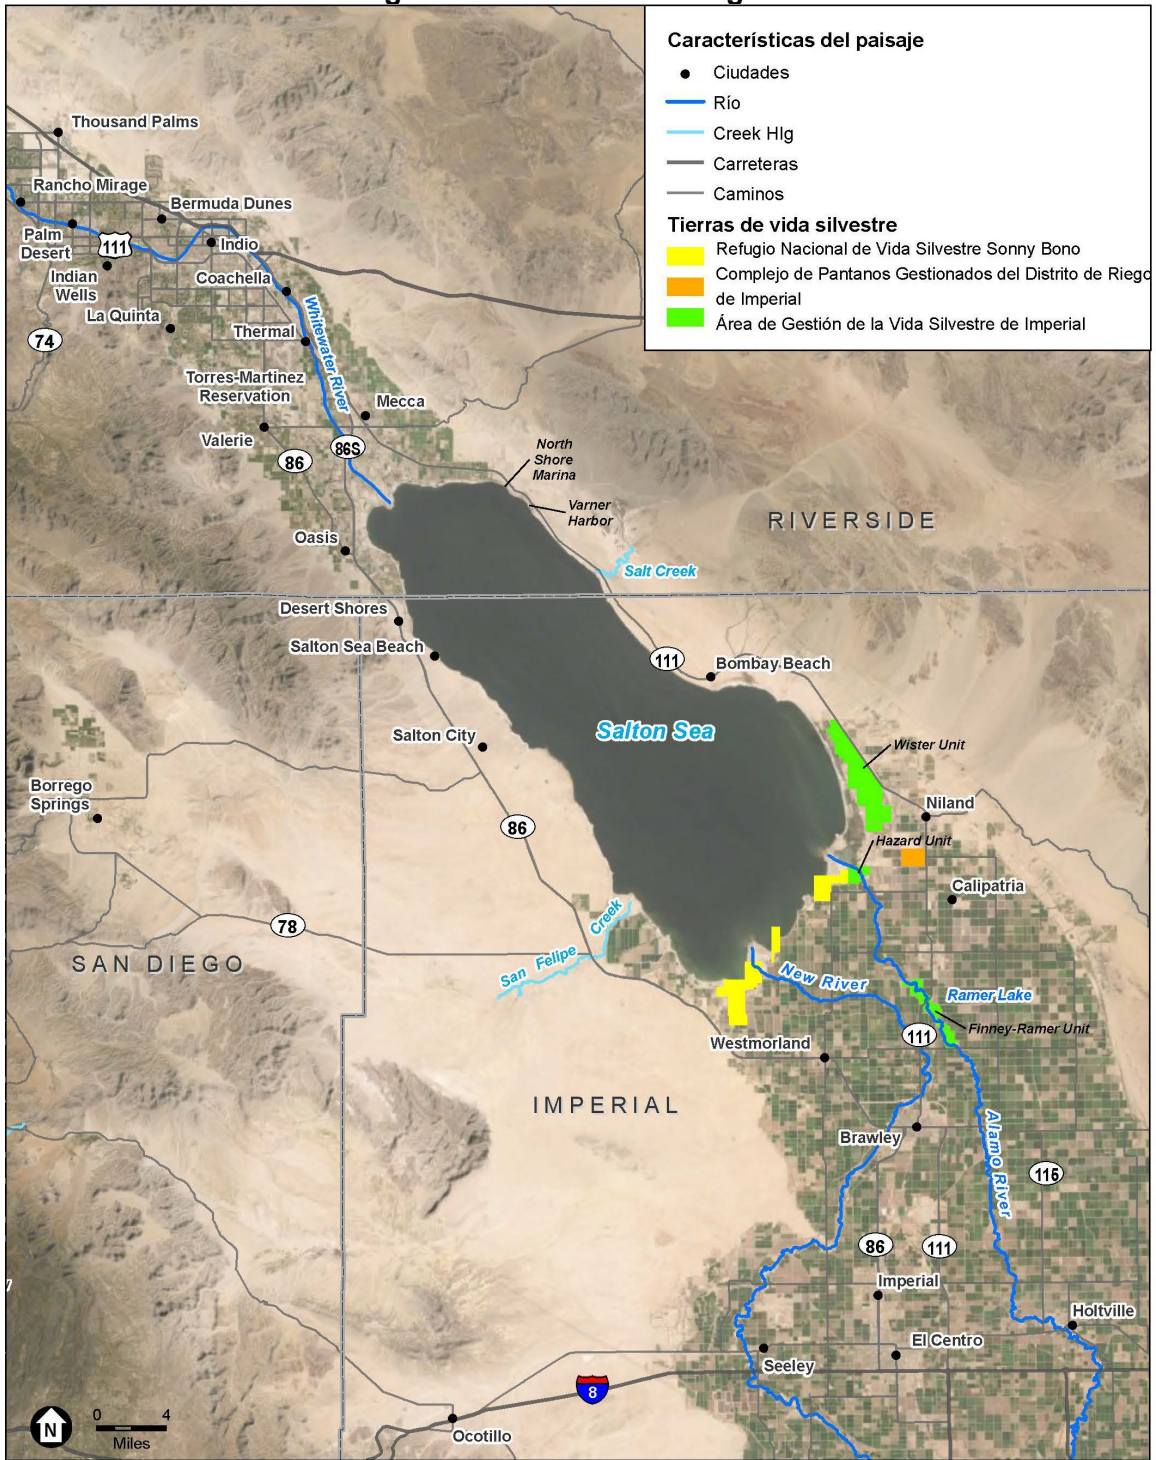 Características del paisaje
Ciudades
Río
Creek Hlg
Carreteras
Caminos
Tierras de vida silvestre
Refugio Nacional de Vida Silvestre Sonny Bono
Complejo de Pantanos Gestionados del Distrito de Riego
de Imperial
Área de Gestión de la Vida Silvestre de Imperial
Thousand Palms
Rancho Mirage
Bermuda Dunes
Palm
Desert
111
Indio
Indian
Wells
Coachella
La Quinta
Whitewater River
Thermal
74
Torres-Martinez
Reservation
Mecca
Valerie
86S
86
North
Shore
Marina
Varner
Harbor
RIVERSIDE
Oasis
Salt Creek
Desert Shores
Salton Sea Beach
111
Bombay Beach
Salton City
Salton Sea
Wister Unit
Borrego
Springs
Niland
86
Hazard Unit
Calipatria
78
San Felipe Creek
SAN DIEGO
New River
Ramer Lake
Finney-Ramer Unit
111
Westmorland
IMPERIAL
Brawley
Alamo River
115
86
111
Imperial
Holtville
El Centro
Seeley
8
N
0 4
Miles
Ocotillo